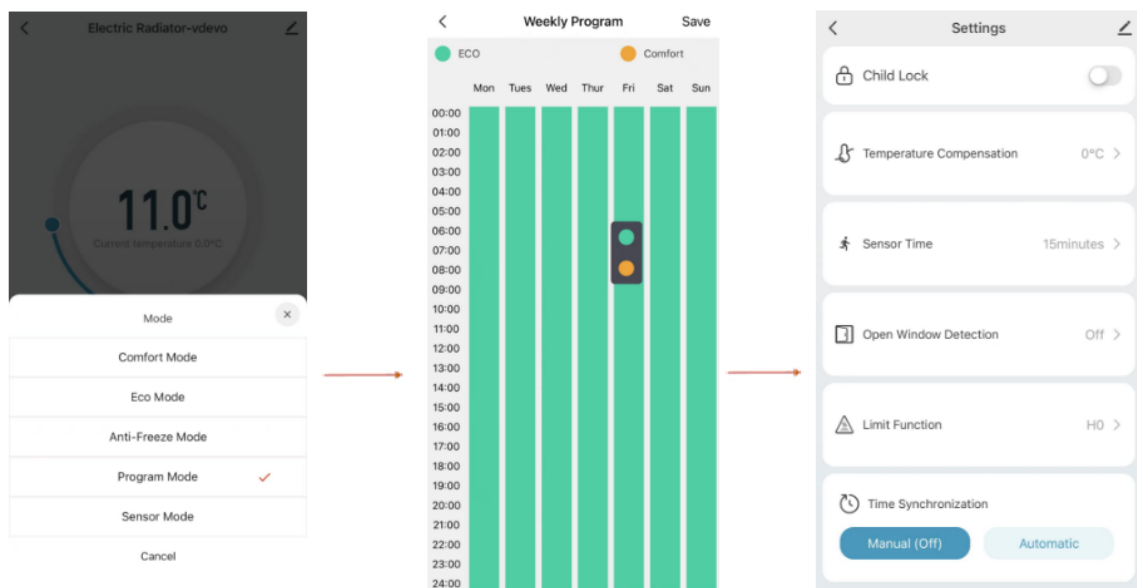 Electric Radiator-vdevo
11.0°C
Current temperature 0.0°C
Mode
Comfort Mode
Eco Mode
Anti-Freeze Mode
Program Mode
Sensor Mode
Cancel
Weekly Program Save
ECO Comfort
Mon Tues Wed Thur Fri Sat Sun
00:00
01:00
02:00
03:00
04:00
05:00
06:00
07:00
08:00
09:00
10:00
11:00
12:00
13:00
14:00
15:00
16:00
17:00
18:00
19:00
20:00
21:00
22:00
23:00
24:00
Settings
Child Lock
Temperature Compensation 0°C
Sensor Time 15minutes
Open Window Detection Off
Limit Function H0
Time Synchronization
Manual (Off) Automatic